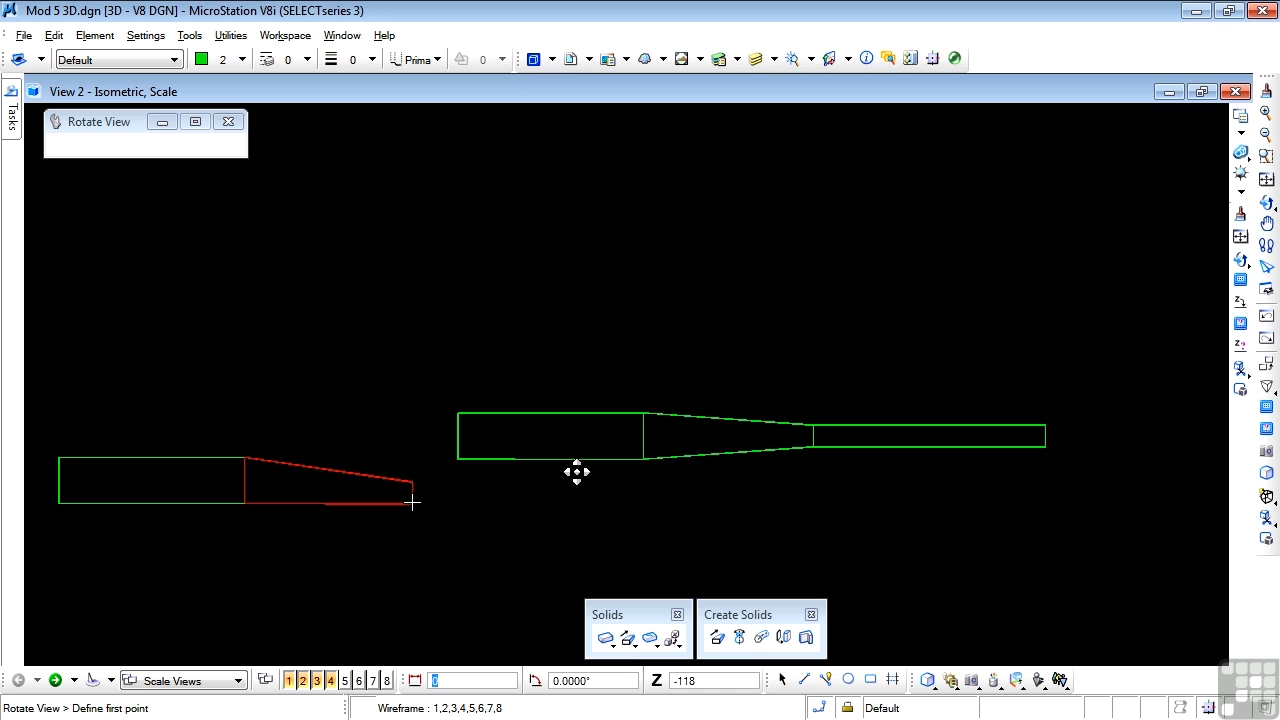 Mod 5 3D.dgn [3D - V8 DGN] - MicroStation V8i (SELECTseries 3)
File Edit Element Settings Tools Utilities Workspace Window Help
Default 2 0 0 Prima 0
View 2 - Isometric, Scale
Tasks
Rotate View
z
z?
Solids Create Solids
Scale Views 1 2 3 4 5 6 7 8 0 0.0000° Z -118
Rotate View > Define first point Wireframe : 1,2,3,4,5,6,7,8 Default